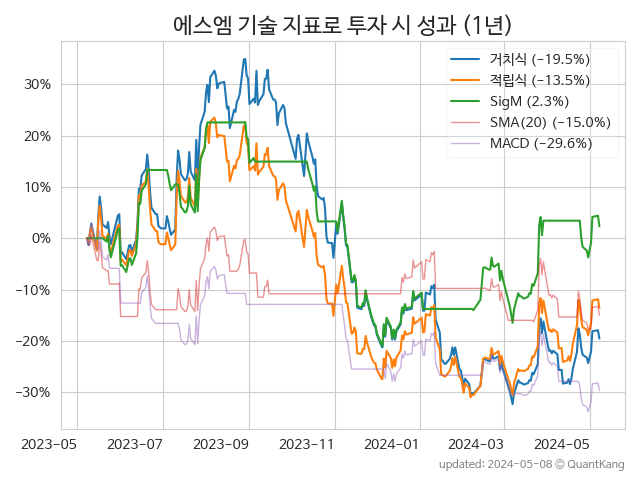 에스엠 기술 지표로 투자 시 성과 (1년)
거치식 (−19.5%)
적립식 (−13.5%)
SigM (2.3%)
SMA(20) (−15.0%)
MACD (−29.6%)
30%
20%
10%
0%
−10%
−20%
−30%
2023-05
2023-07
2023-09
2023-11
2024-01
2024-03
2024-05
updated: 2024-05-08 ⓒ QuantKang